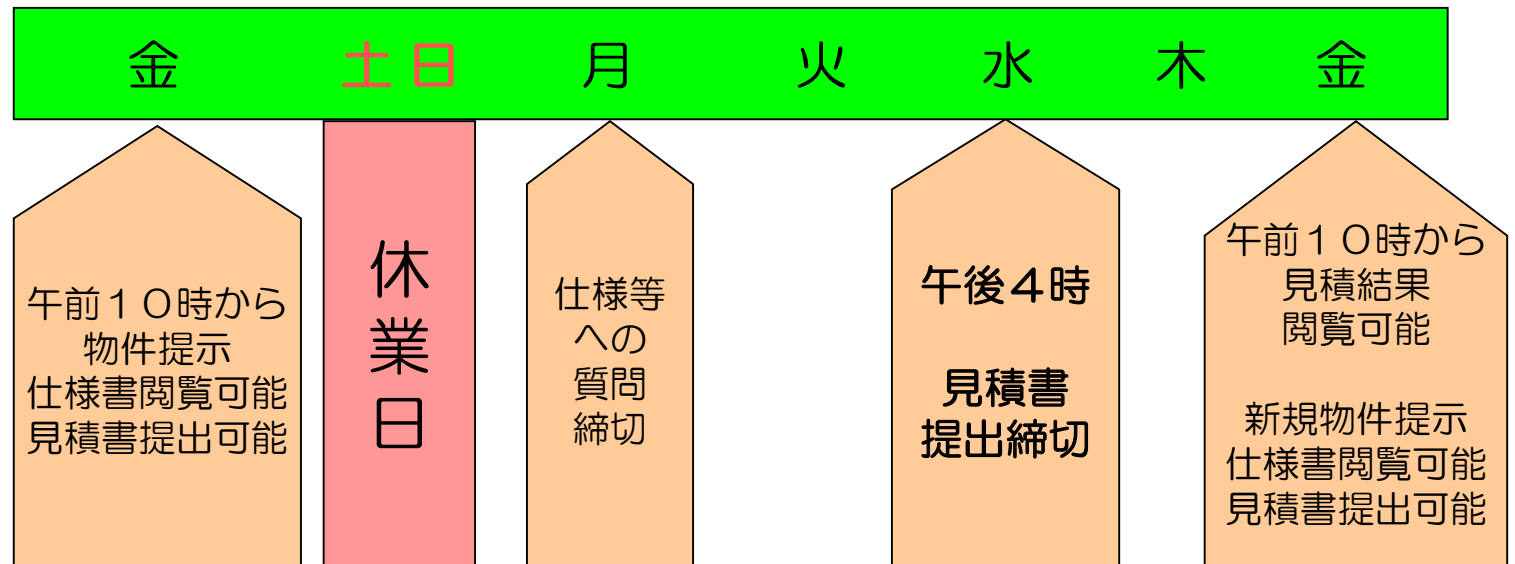 金 土日 月 火 水 木 金
午前１０時から
物件提示
仕様書閲覧可能
見積書提出可能
休
業
日
仕様等
への
質問
締切
午後４時
見積書
提出締切
午前１０時から
見積結果
閲覧可能
新規物件提示
仕様書閲覧可能
見積書提出可能